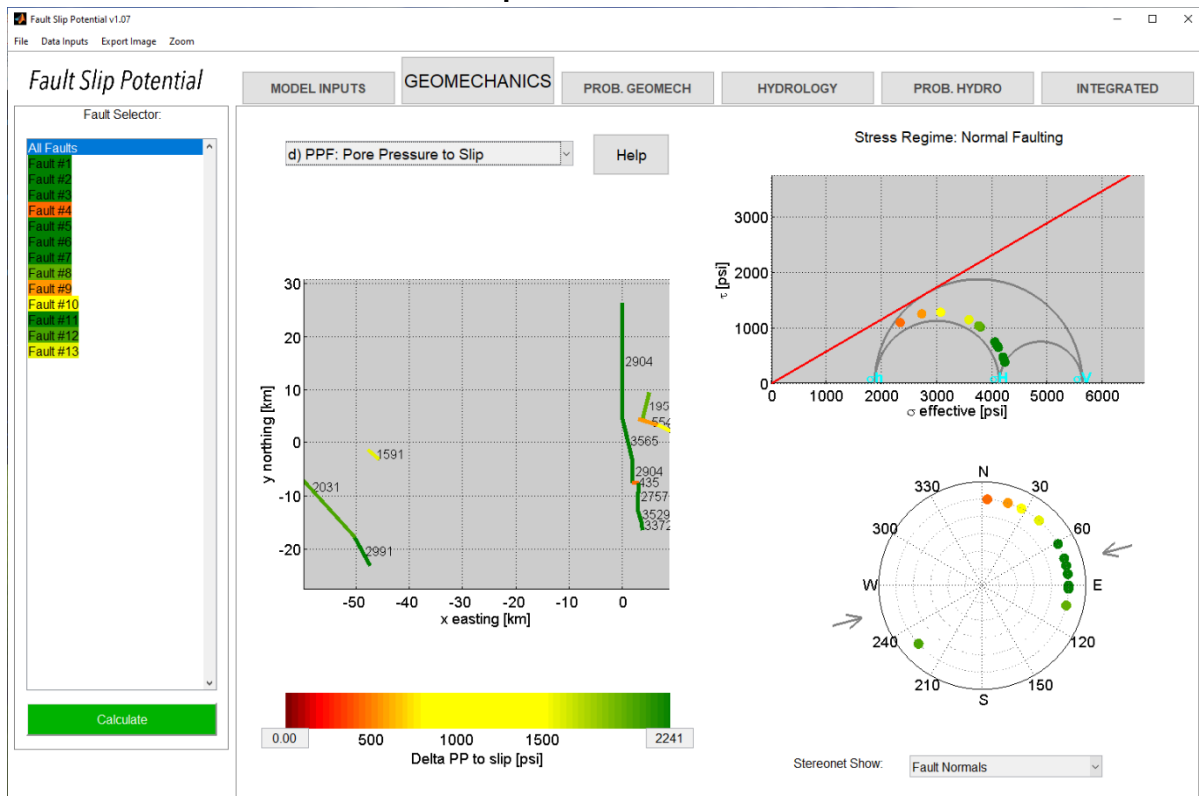 Fault Slip Potential v1.07
File Data Inputs Export Image Zoom
Fault Slip Potential
MODEL INPUTS
GEOMECHANICS
PROB. GEOMECH
HYDROLOGY
PROB. HYDRO
INTEGRATED
Fault Selector:
All Faults
Fault #1
Fault #2
Fault #3
Fault #4
Fault #5
Fault #6
Fault #7
Fault #8
Fault #9
Fault #10
Fault #11
Fault #12
Fault #13
Calculate
d) PPF: Pore Pressure to Slip
Help
30
20
10
0
-10
-20
y northing [km]
-50 -40 -30 -20 -10 0
x easting [km]
2904
195
3565
1591
2904
435
2031
2757
3529
3372
2991
0.00
500
1000
1500
2241
Delta PP to slip [psi]
Stress Regime: Normal Faulting
3000
2000
1000
0
τ [psi]
0 1000 2000 3000 4000 5000 6000
σ effective [psi]
N
330
30
300
60
W
E
240
120
210
150
S
Stereonet Show:
Fault Normals